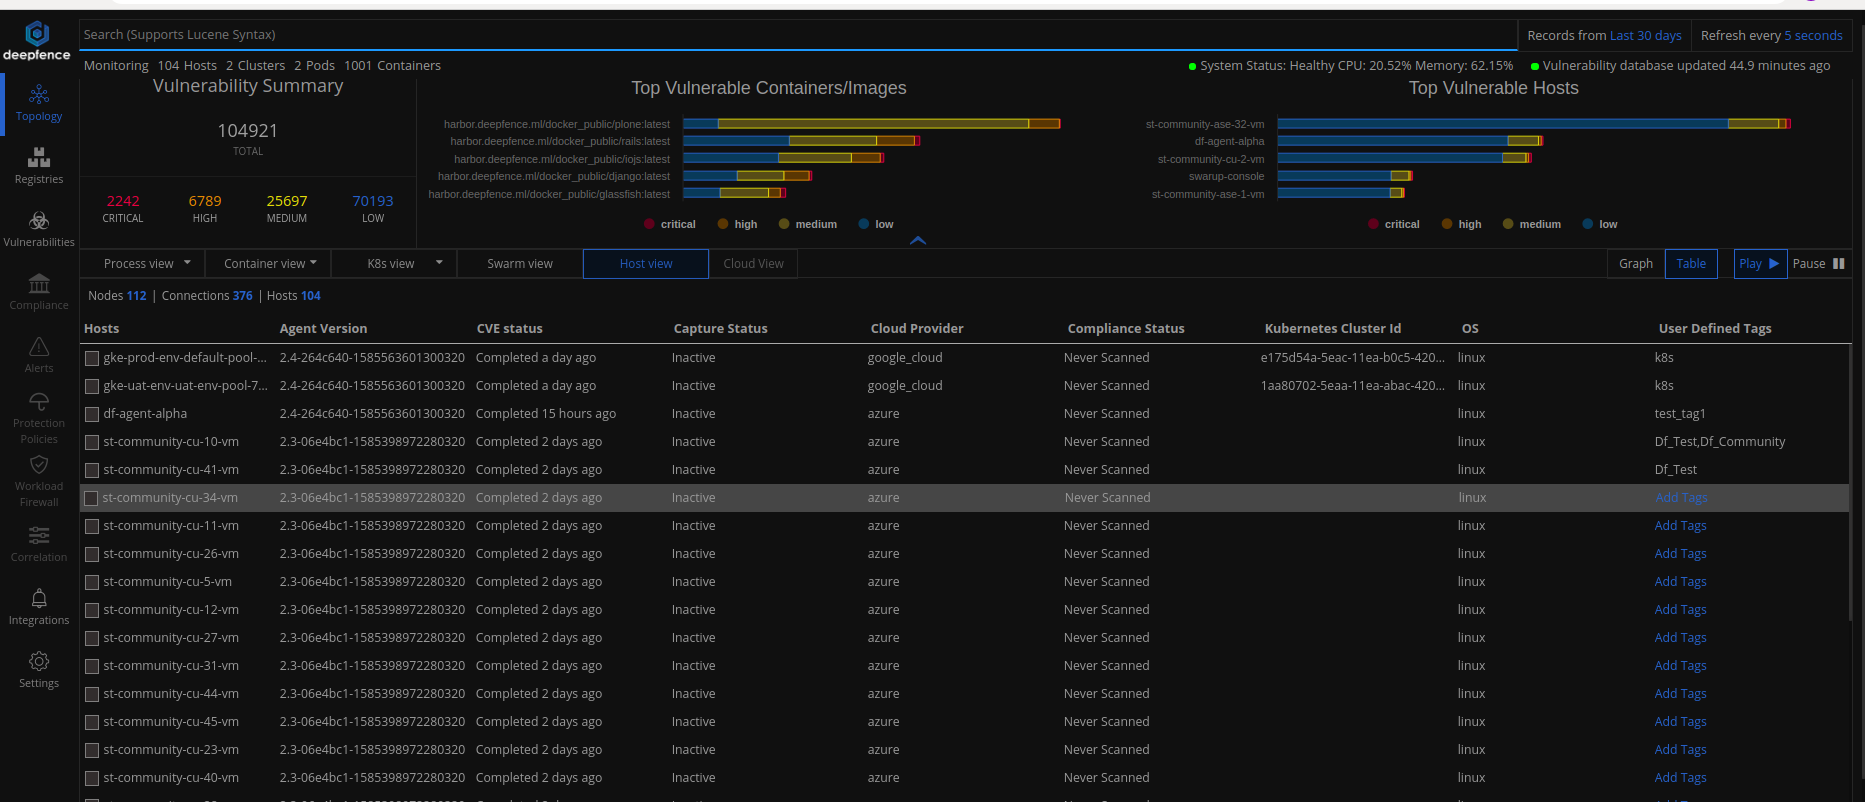 deepfence
Search (Supports Lucene Syntax)
Records from Last 30 days
Refresh every 5 seconds
Monitoring 104 Hosts 2 Clusters 2 Pods 1001 Containers
System Status: Healthy CPU: 20.52% Memory: 62.15%
Vulnerability database updated 44.9 minutes ago
Topology
Registries
Vulnerabilities
Compliance
Alerts
Protection
Policies
Workload
Firewall
Correlation
Integrations
Settings
Vulnerability Summary
104921
TOTAL
2242 6789 25697 70193
CRITICAL HIGH MEDIUM LOW
Top Vulnerable Containers/Images
harbor.deepfence.ml/docker_public/plone:latest
harbor.deepfence.ml/docker_public/rails:latest
harbor.deepfence.ml/docker_public/iojs:latest
harbor.deepfence.ml/docker_public/django:latest
harbor.deepfence.ml/docker_public/glassfish:latest
critical high medium low
Top Vulnerable Hosts
st-community-ase-32-vm
df-agent-alpha
st-community-cu-2-vm
swarup-console
st-community-ase-1-vm
critical high medium low
Process view Container view K8s view Swarm view Host view Cloud View Graph Table Play Pause
Nodes 112 | Connections 376 | Hosts 104
Hosts Agent Version CVE status Capture Status Cloud Provider Compliance Status Kubernetes Cluster Id OS User Defined Tags
gke-prod-env-default-pool-... 2.4-264c640-1585563601300320 Completed a day ago Inactive google_cloud Never Scanned e175d54a-5eac-11ea-b0c5-420... linux k8s
gke-uat-env-uat-env-pool-7... 2.4-264c640-1585563601300320 Completed a day ago Inactive google_cloud Never Scanned 1aa80702-5eaa-11ea-abac-420... linux k8s
df-agent-alpha 2.4-264c640-1585563601300320 Completed 15 hours ago Inactive azure Never Scanned linux test_tag1
st-community-cu-10-vm 2.3-06e4bc1-1585398972280320 Completed 2 days ago Inactive azure Never Scanned linux Df_Test,Df_Community
st-community-cu-41-vm 2.3-06e4bc1-1585398972280320 Completed 2 days ago Inactive azure Never Scanned linux Df_Test
st-community-cu-34-vm 2.3-06e4bc1-1585398972280320 Completed 2 days ago Inactive azure Never Scanned linux Add Tags
st-community-cu-11-vm 2.3-06e4bc1-1585398972280320 Completed 2 days ago Inactive azure Never Scanned linux Add Tags
st-community-cu-26-vm 2.3-06e4bc1-1585398972280320 Completed 2 days ago Inactive azure Never Scanned linux Add Tags
st-community-cu-5-vm 2.3-06e4bc1-1585398972280320 Completed 2 days ago Inactive azure Never Scanned linux Add Tags
st-community-cu-12-vm 2.3-06e4bc1-1585398972280320 Completed 2 days ago Inactive azure Never Scanned linux Add Tags
st-community-cu-27-vm 2.3-06e4bc1-1585398972280320 Completed 2 days ago Inactive azure Never Scanned linux Add Tags
st-community-cu-31-vm 2.3-06e4bc1-1585398972280320 Completed 2 days ago Inactive azure Never Scanned linux Add Tags
st-community-cu-44-vm 2.3-06e4bc1-1585398972280320 Completed 2 days ago Inactive azure Never Scanned linux Add Tags
st-community-cu-45-vm 2.3-06e4bc1-1585398972280320 Completed 2 days ago Inactive azure Never Scanned linux Add Tags
st-community-cu-23-vm 2.3-06e4bc1-1585398972280320 Completed 2 days ago Inactive azure Never Scanned linux Add Tags
st-community-cu-40-vm 2.3-06e4bc1-1585398972280320 Completed 2 days ago Inactive azure Never Scanned linux Add Tags